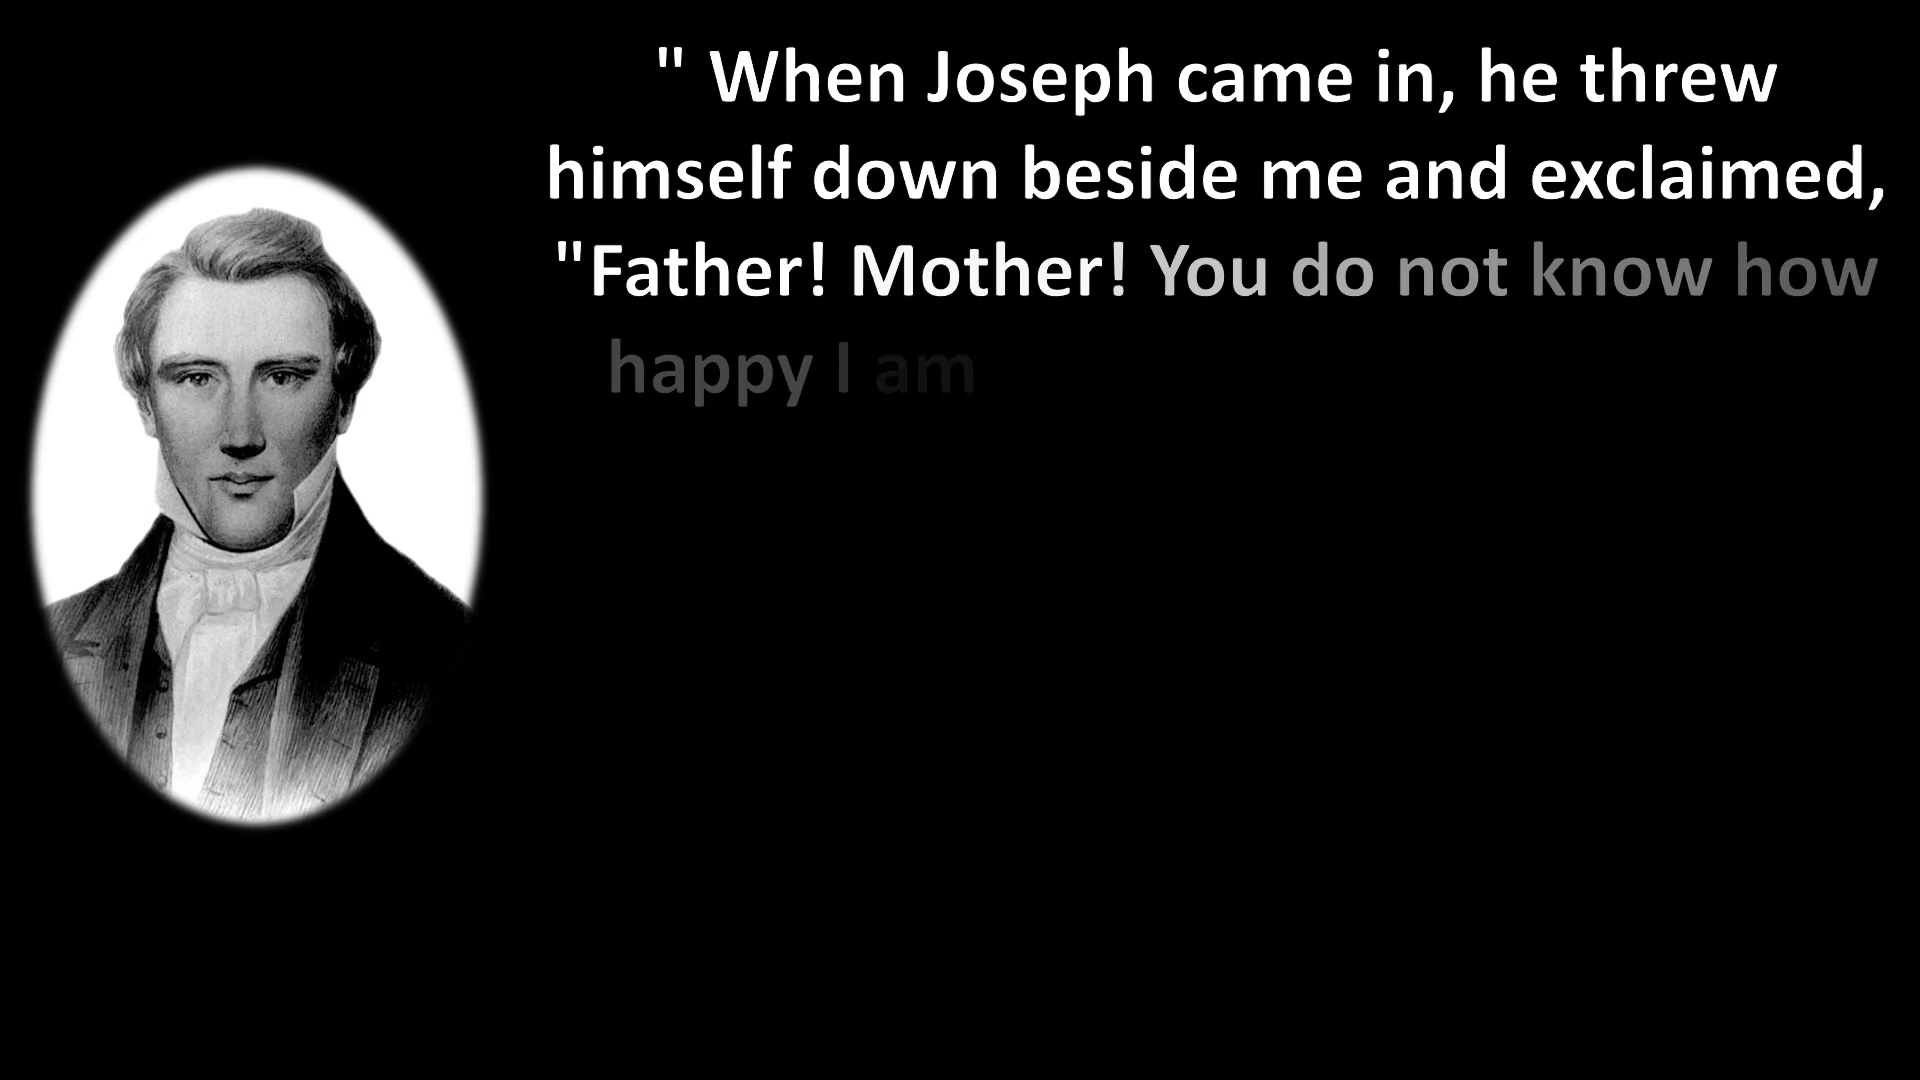 " When Joseph came in, he threw
himself down beside me and exclaimed,
"Father! Mother! You do not know how
happy I am